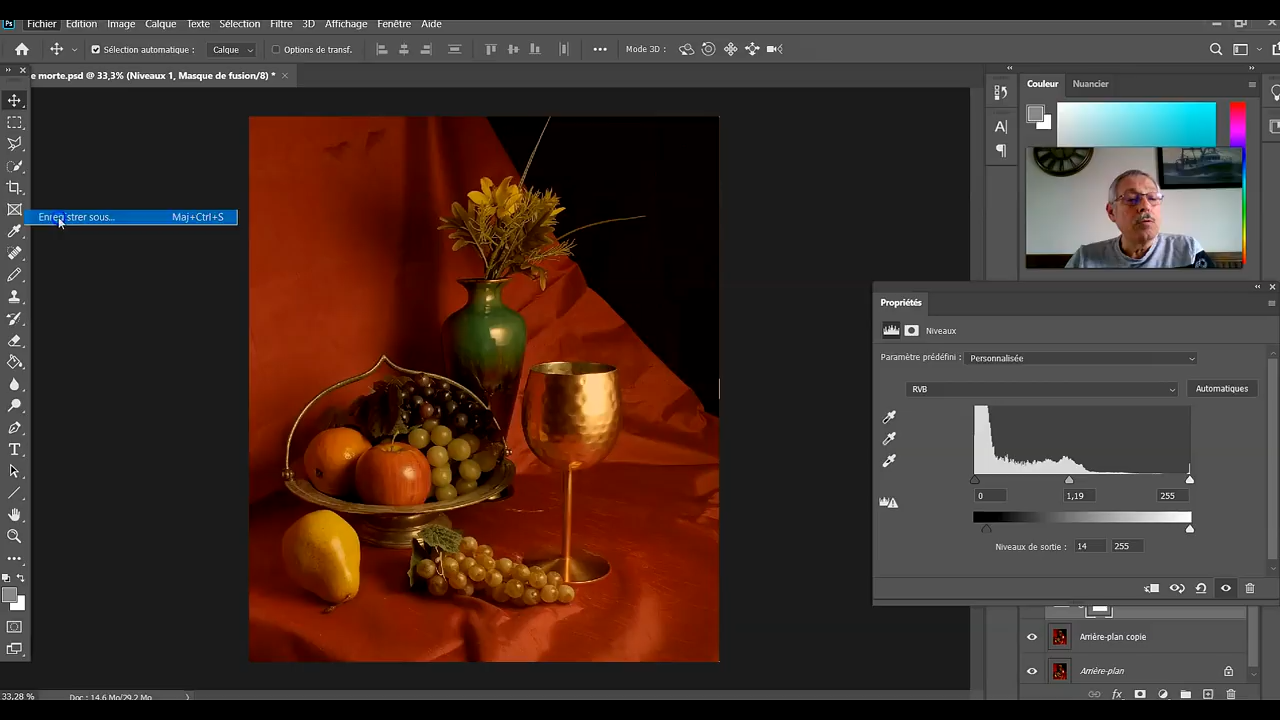 Ps Fichier Edition Image Calque Texte Sélection Filtre 3D Affichage Fenêtre Aide
Sélection automatique : Calque Options de transf. Mode 3D :
e morte.psd @ 33,3% (Niveaux 1, Masque de fusion/8) *
Couleur Nuancier
Enregistrer sous... Maj+Ctrl+S
Propriétés
Niveaux
Paramètre prédéfini : Personnalisée
RVB Automatiques
0 1,19 255
Niveaux de sortie : 14 255
Arrière-plan copie
Arrière-plan
33,28 % Doc : 14,6 Mo/29,2 Mo
fx